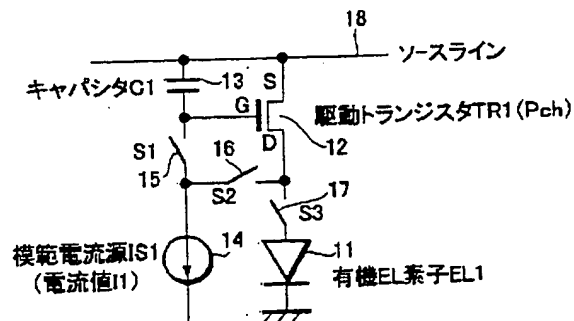 18
ソースライン
キャパシタC1
13
S
G
駆動トランジスタTR1(Pch)
D
12
S1
16
15
S2
17
S3
模範電流源IS1
14
11
(電流値I1)
有機EL素子EL1